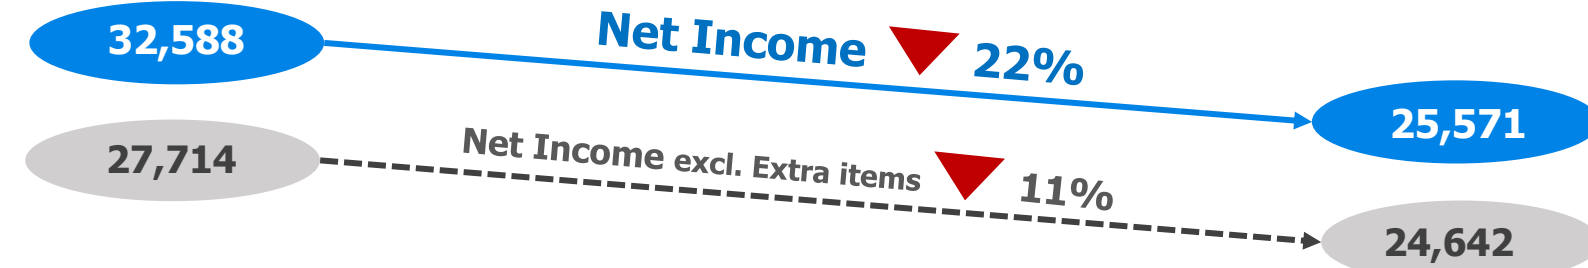 32,588
Net Income 22%
25,571
27,714
Net Income excl. Extra items 11%
24,642